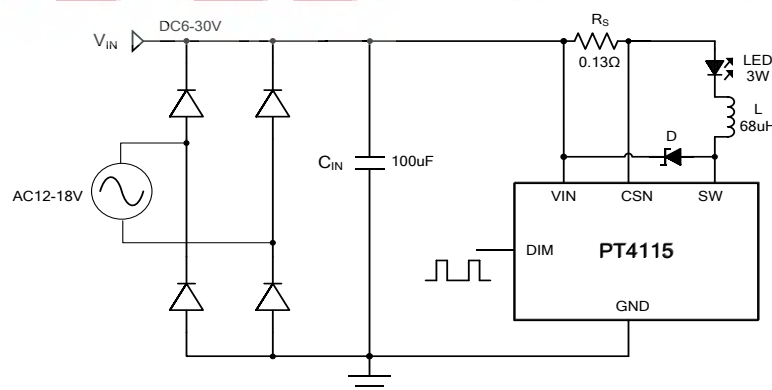 DC6-30V
VIN
RS
0.13Ω
LED
3W
L
68uH
D
CIN
100uF
AC12-18V
VIN
CSN
SW
DIM
PT4115
GND